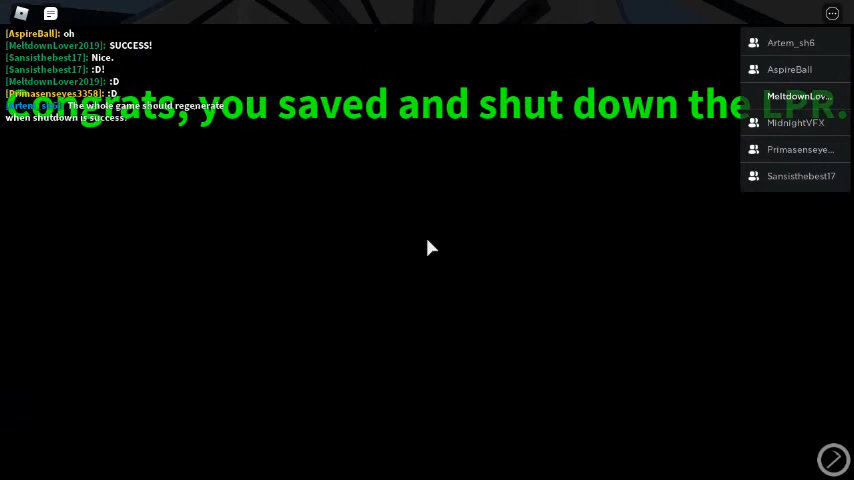 [AspireBall]: oh
[MeltdownLover2019]: SUCCESS!
[Sansisthebest17]: Nice.
[Sansisthebest17]: :D!
[MeltdownLover2019]: :D
[Primasenseyes3358]: :D
[Artem_sh6]: The whole game should regenerate
when shutdown is success.
Congrats, you saved and shut down the LPR.
Artem_sh6
AspireBall
MeltdownLov...
MidnightVFX
Primasenseye...
Sansisthebest17